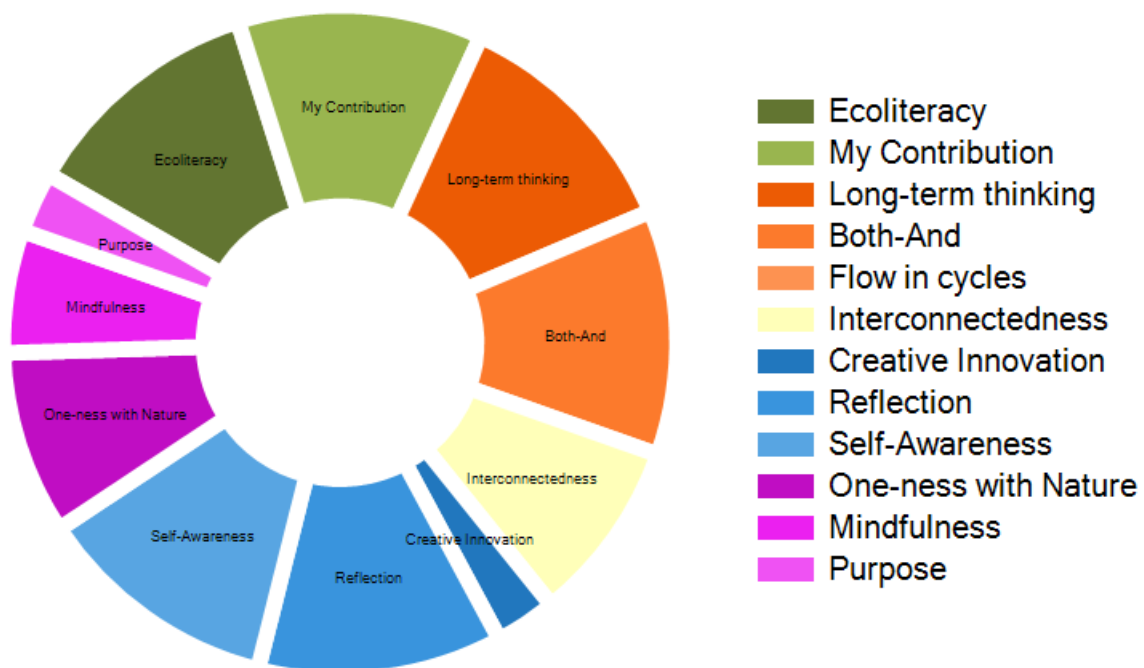 My Contribution
Ecoliteracy
Long-term thinking
Purpose
Mindfulness
Both-And
One-ness with Nature
Interconnectedness
Self-Awareness
Creative Innovation
Reflection
Ecoliteracy
My Contribution
Long-term thinking
Both-And
Flow in cycles
Interconnectedness
Creative Innovation
Reflection
Self-Awareness
One-ness with Nature
Mindfulness
Purpose